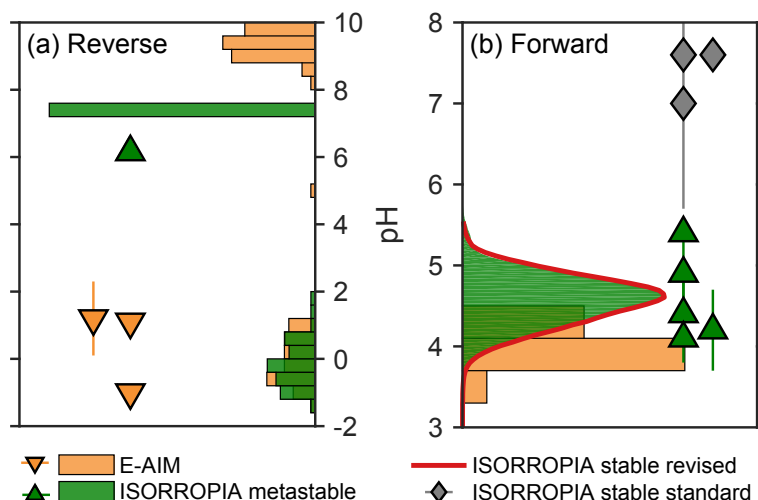 (a) Reverse
10
8
6
4
2
0
-2
pH
(b) Forward
8
7
6
5
4
3
E-AIM
ISORROPIA metastable
ISORROPIA stable revised
ISORROPIA stable standard